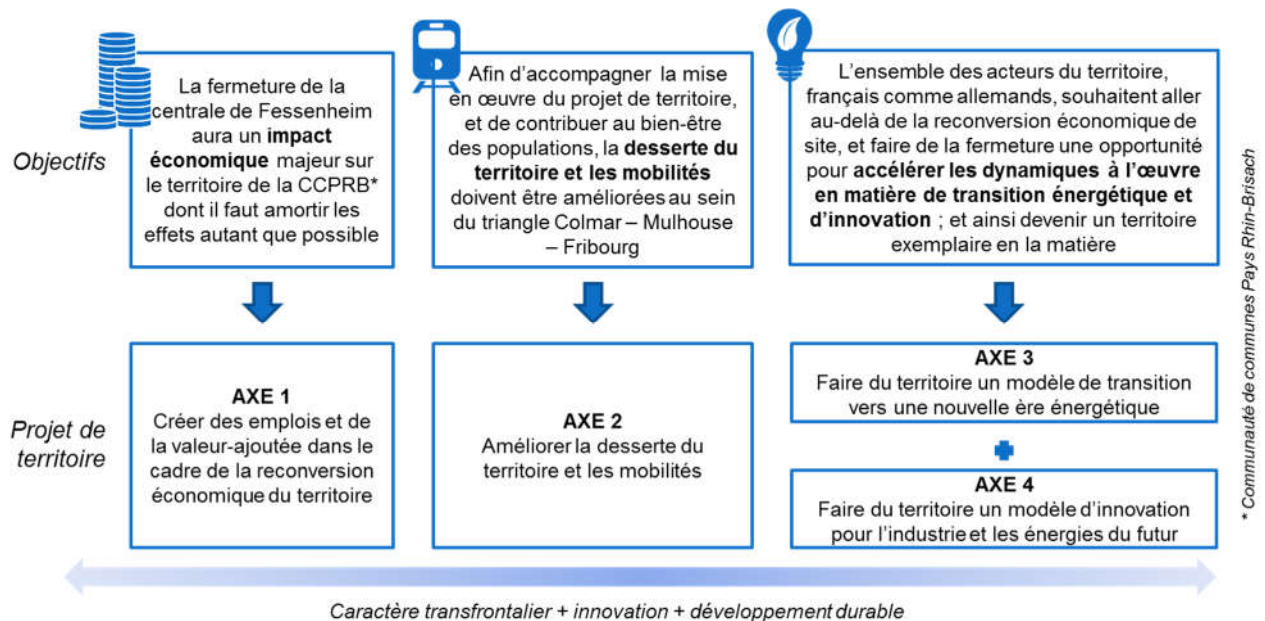 Objectifs
La fermeture de la
centrale de Fessenheim
aura un impact
économique majeur sur
le territoire de la CCPRB*
dont il faut amortir les
effets autant que possible
Afin d'accompagner la mise
en œuvre du projet de territoire,
et de contribuer au bien-être
des populations, la desserte du
territoire et les mobilités
doivent être améliorées au sein
du triangle Colmar – Mulhouse
– Fribourg
L'ensemble des acteurs du territoire,
français comme allemands, souhaitent aller
au-delà de la reconversion économique de
site, et faire de la fermeture une opportunité
pour accélérer les dynamiques à l'œuvre
en matière de transition énergétique et
d'innovation ; et ainsi devenir un territoire
exemplaire en la matière
Projet de
territoire
AXE 1
Créer des emplois et de
la valeur-ajoutée dans le
cadre de la reconversion
économique du territoire
AXE 2
Améliorer la desserte du
territoire et les mobilités
AXE 3
Faire du territoire un modèle de transition
vers une nouvelle ère énergétique
AXE 4
Faire du territoire un modèle d'innovation
pour l'industrie et les énergies du futur
* Communauté de communes Pays Rhin-Brisach
Caractère transfrontalier + innovation + développement durable